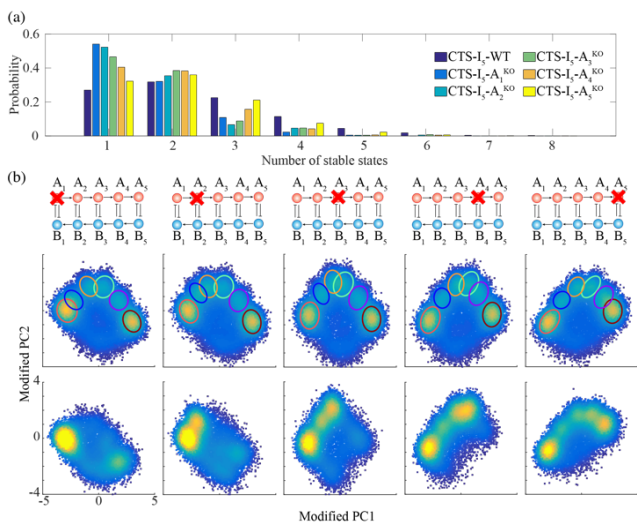 (a)
0.6
0.4
0.2
0
Probability
CTS-I₅-WT
CTS-I₅-A₁ᴷᴼ
CTS-I₅-A₂ᴷᴼ
CTS-I₅-A₃ᴷᴼ
CTS-I₅-A₄ᴷᴼ
CTS-I₅-A₅ᴷᴼ
1 2 3 4 5 6 7 8
Number of stable states
(b)
A₁ A₂ A₃ A₄ A₅ A₁ A₂ A₃ A₄ A₅ A₁ A₂ A₃ A₄ A₅ A₁ A₂ A₃ A₄ A₅ A₁ A₂ A₃ A₄ A₅
B₁ B₂ B₃ B₄ B₅ B₁ B₂ B₃ B₄ B₅ B₁ B₂ B₃ B₄ B₅ B₁ B₂ B₃ B₄ B₅ B₁ B₂ B₃ B₄ B₅
Modified PC2
4
0
-4
-5 0 5
Modified PC1